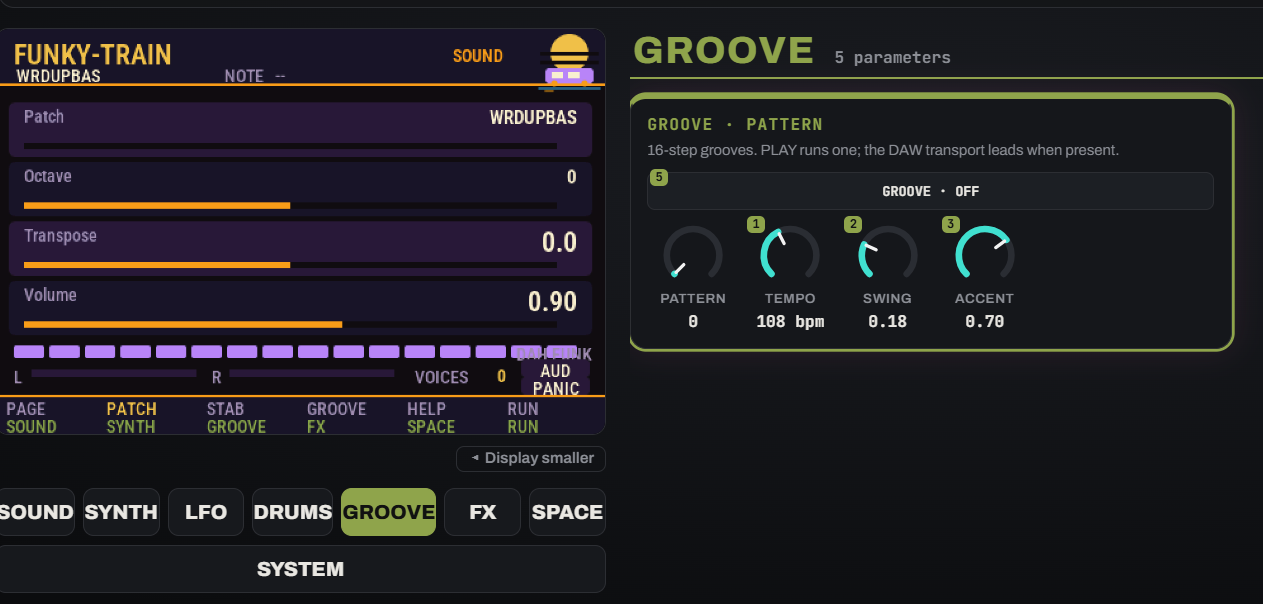 FUNKY-TRAIN
SOUND
WRDUPBAS
NOTE --
Patch
WRDUPBAS
Octave
0
Transpose
0.0
Volume
0.90
DAH FUNK
L
R
VOICES
0
AUD
PANIC
PAGE PATCH STAB GROOVE HELP RUN
SOUND SYNTH GROOVE FX SPACE RUN
◂ Display smaller
SOUND SYNTH LFO DRUMS GROOVE FX SPACE
SYSTEM
GROOVE 5 parameters
GROOVE · PATTERN
16-step grooves. PLAY runs one; the DAW transport leads when present.
5
GROOVE · OFF
1 2 3
PATTERN TEMPO SWING ACCENT
0 108 bpm 0.18 0.70